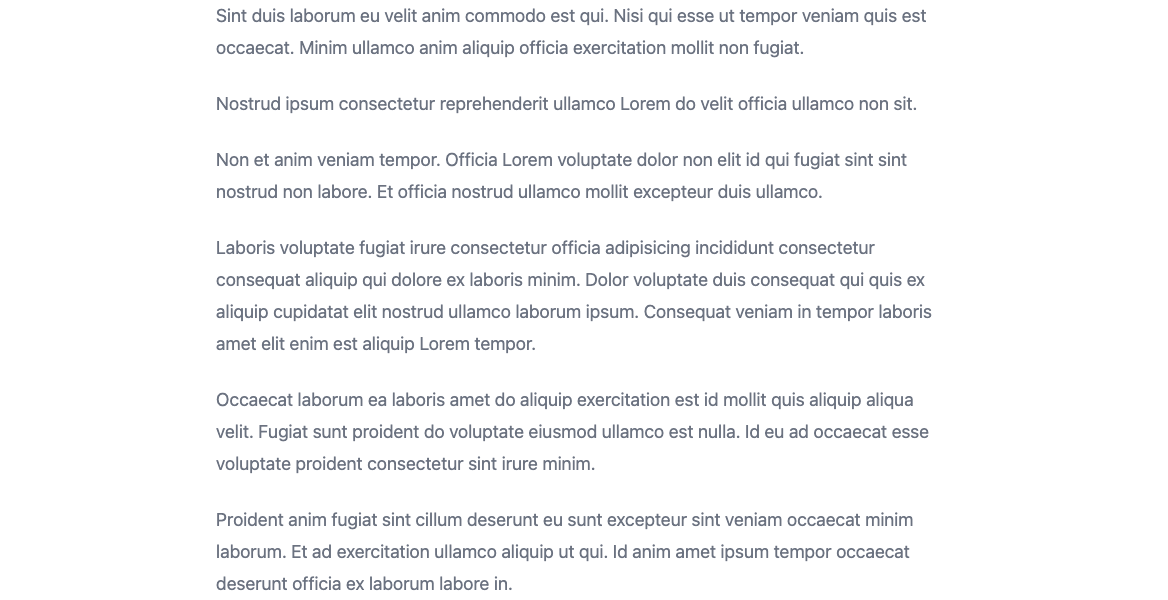 Sint duis laborum eu velit anim commodo est qui. Nisi qui esse ut tempor veniam quis est
occaecat. Minim ullamco anim aliquip officia exercitation mollit non fugiat.
Nostrud ipsum consectetur reprehenderit ullamco Lorem do velit officia ullamco non sit.
Non et anim veniam tempor. Officia Lorem voluptate dolor non elit id qui fugiat sint sint
nostrud non labore. Et officia nostrud ullamco mollit excepteur duis ullamco.
Laboris voluptate fugiat irure consectetur officia adipisicing incididunt consectetur
consequat aliquip qui dolore ex laboris minim. Dolor voluptate duis consequat qui quis ex
aliquip cupidatat elit nostrud ullamco laborum ipsum. Consequat veniam in tempor laboris
amet elit enim est aliquip Lorem tempor.
Occaecat laborum ea laboris amet do aliquip exercitation est id mollit quis aliquip aliqua
velit. Fugiat sunt proident do voluptate eiusmod ullamco est nulla. Id eu ad occaecat esse
voluptate proident consectetur sint irure minim.
Proident anim fugiat sint cillum deserunt eu sunt excepteur sint veniam occaecat minim
laborum. Et ad exercitation ullamco aliquip ut qui. Id anim amet ipsum tempor occaecat
deserunt officia ex laborum labore in.